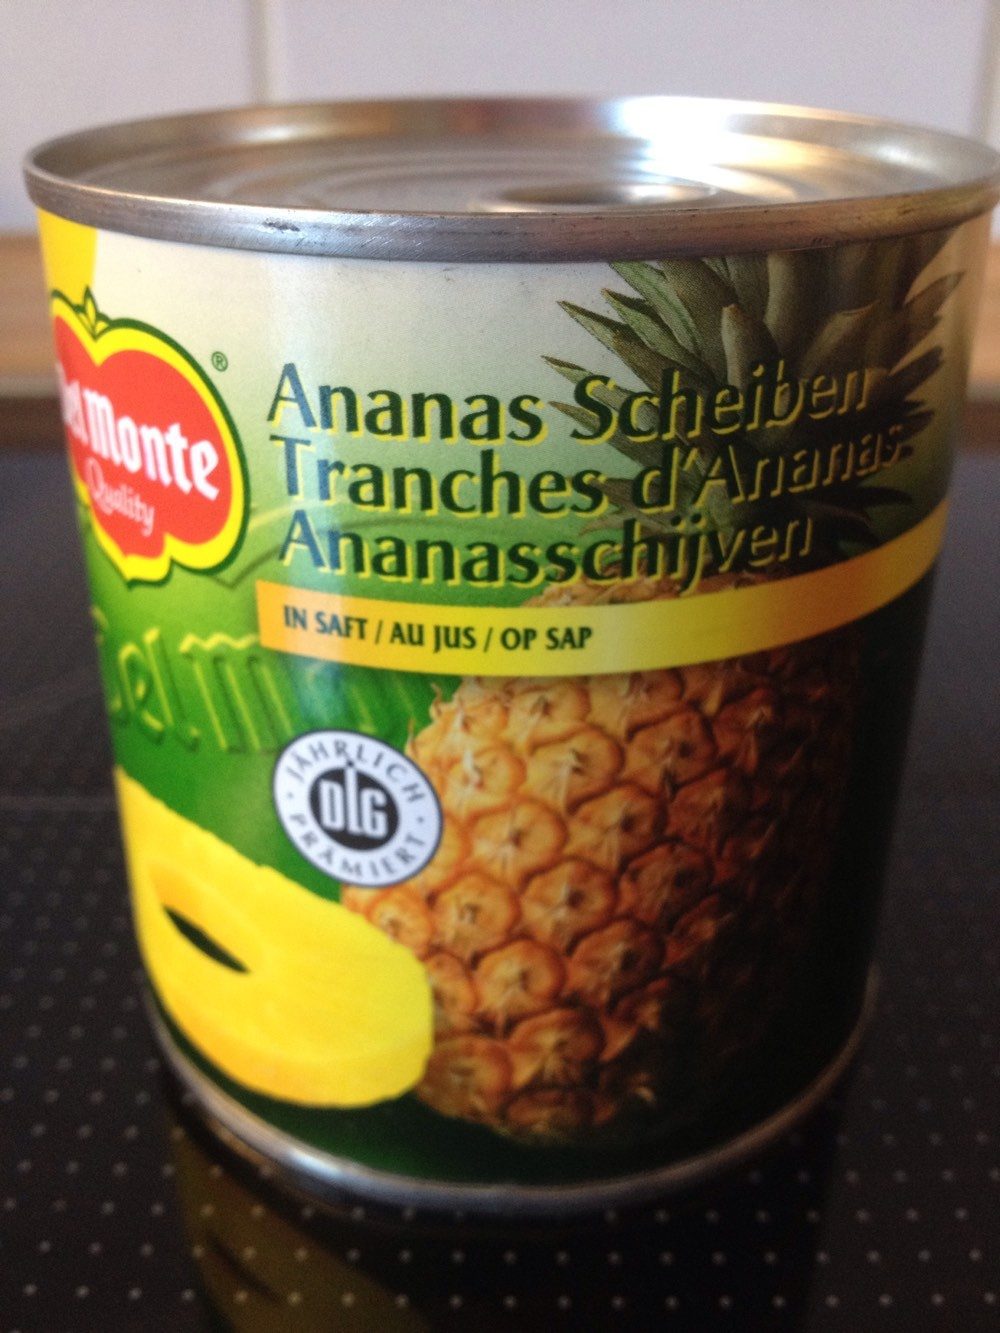 Del Monte
Quality
®
Ananas Scheiben
Tranches d'Ananas
Ananasschijven
IN SAFT / AU JUS / OP SAP
JÄHRLICH
DLG
PRÄMIERT